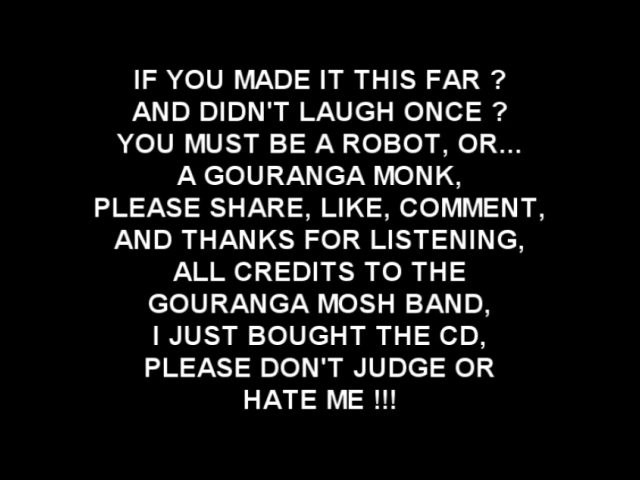 IF YOU MADE IT THIS FAR ?
AND DIDN'T LAUGH ONCE ?
YOU MUST BE A ROBOT, OR...
A GOURANGA MONK,
PLEASE SHARE, LIKE, COMMENT,
AND THANKS FOR LISTENING,
ALL CREDITS TO THE
GOURANGA MOSH BAND,
I JUST BOUGHT THE CD,
PLEASE DON'T JUDGE OR
HATE ME !!!